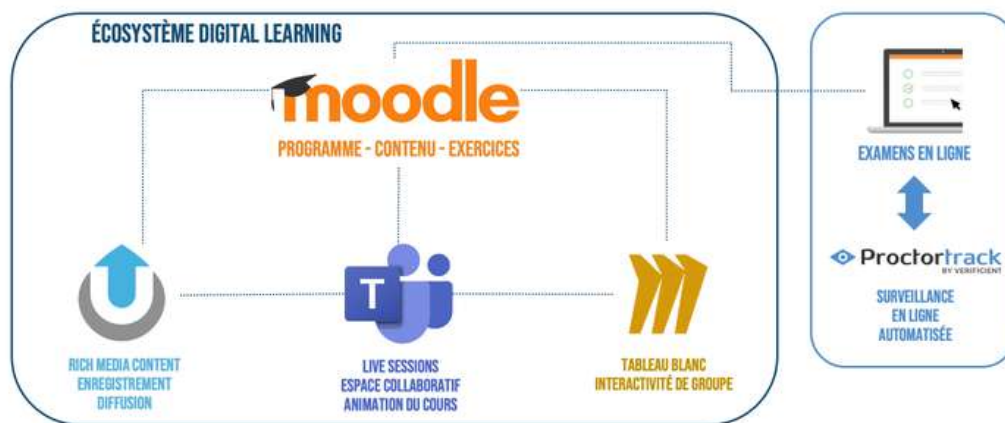 ÉCOSYSTÈME DIGITAL LEARNING
moodle
PROGRAMME - CONTENU - EXERCICES
RICH MEDIA CONTENT
ENREGISTREMENT
DIFFUSION
T
LIVE SESSIONS
ESPACE COLLABORATIF
ANIMATION DU COURS
TABLEAU BLANC
INTERACTIVITÉ DE GROUPE
EXAMENS EN LIGNE
Proctortrack
BY VERIFICIENT
SURVEILLANCE
EN LIGNE
AUTOMATISÉE